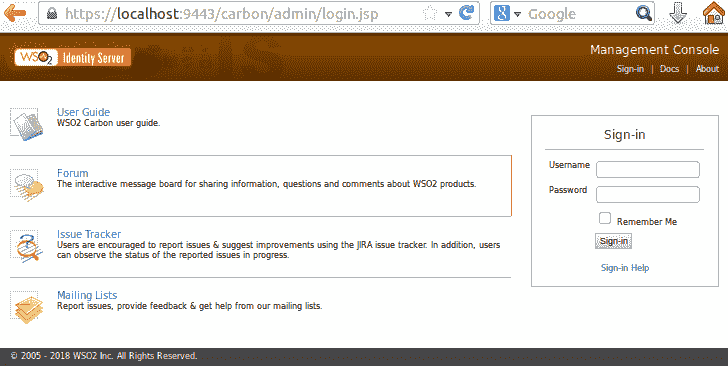 https://localhost:9443/carbon/admin/login.jsp
Google
WSO2 Identity Server
Management Console
Sign-in | Docs | About
User Guide
WSO2 Carbon user guide.
Forum
The interactive message board for sharing information, questions and comments about WSO2 products.
Issue Tracker
Users are encouraged to report issues & suggest improvements using the JIRA issue tracker. In addition, users
can observe the status of the reported issues in progress.
Mailing Lists
Report issues, provide feedback & get help from our mailing lists.
Sign-in
Username
Password
Remember Me
Sign-in
Sign-in Help
© 2005 - 2018 WSO2 Inc. All Rights Reserved.